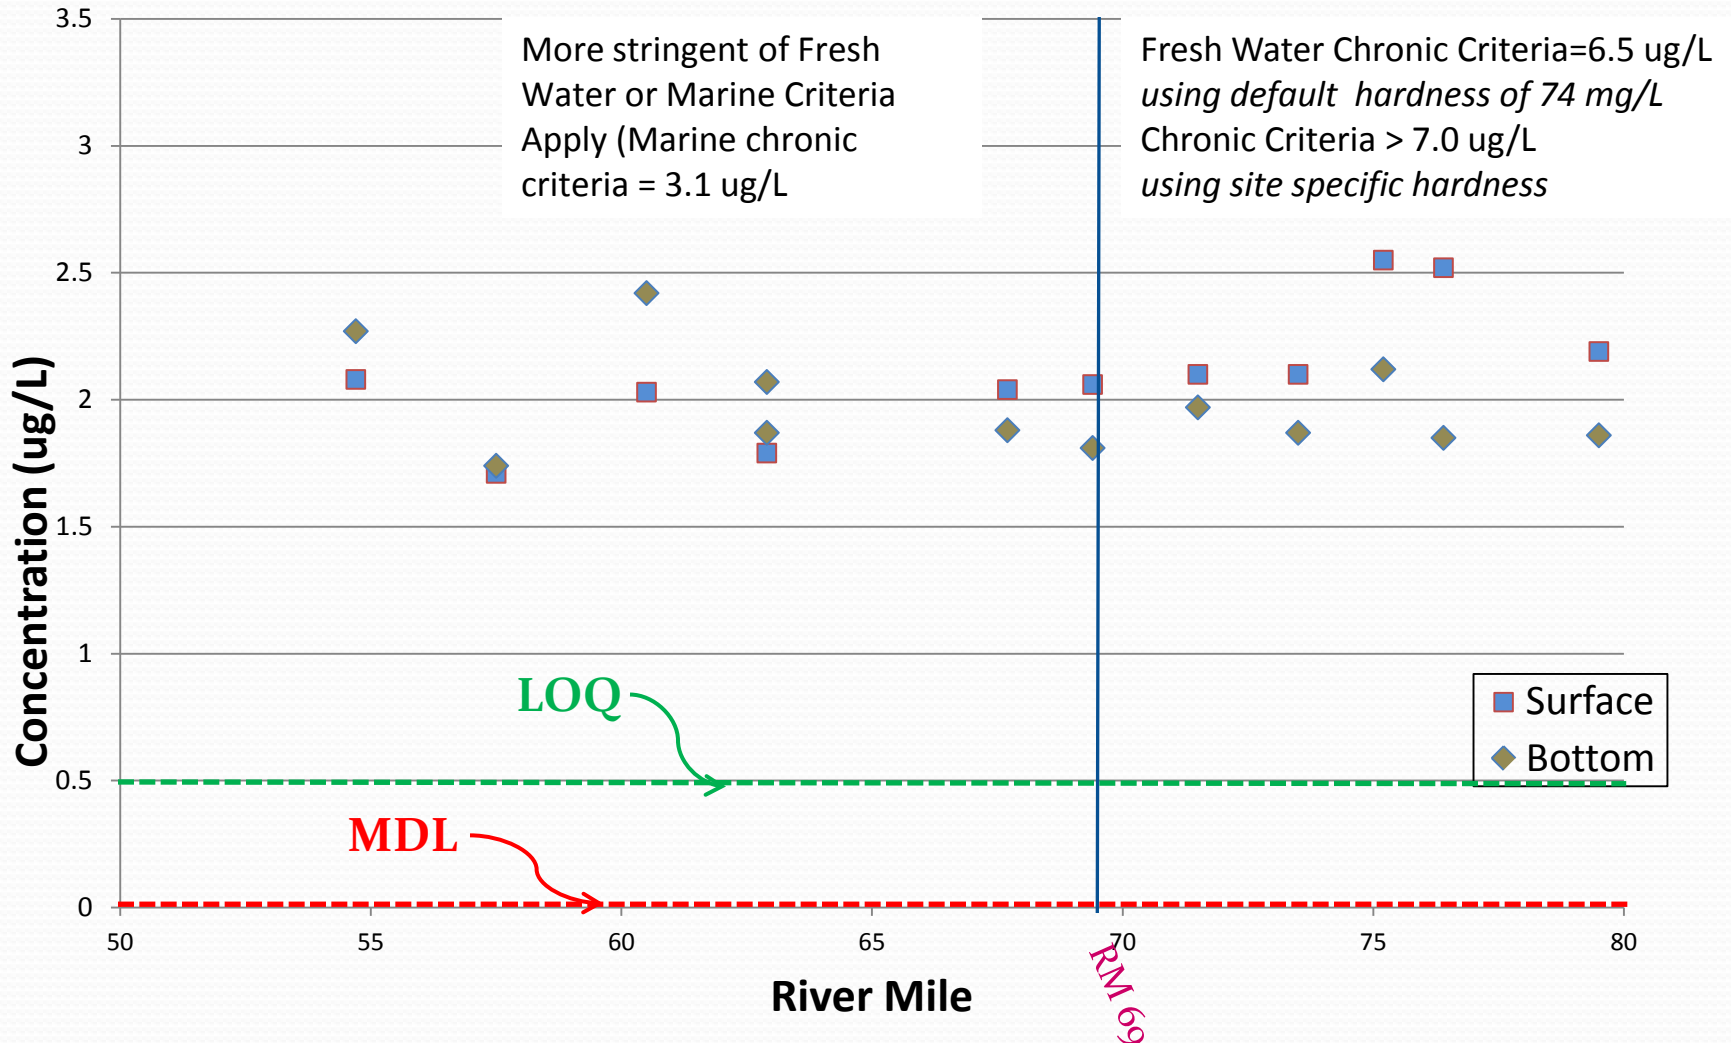 3.5
3
2.5
2
1.5
1
0.5
0
Concentration (ug/L)
More stringent of Fresh
Water or Marine Criteria
Apply (Marine chronic
criteria = 3.1 ug/L
Fresh Water Chronic Criteria=6.5 ug/L
using default hardness of 74 mg/L
Chronic Criteria > 7.0 ug/L
using site specific hardness
LOQ
MDL
Surface
Bottom
50 55 60 65 70 75 80
River Mile
RM 69